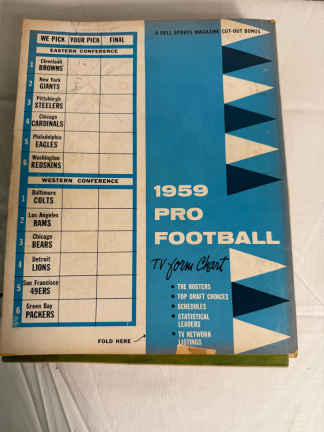 WE PICK YOUR PICK FINAL
EASTERN CONFERENCE
1 Cleveland
BROWNS
2 New York
GIANTS
3 Pittsburgh
STEELERS
4 Chicago
CARDINALS
5 Philadelphia
EAGLES
6 Washington
REDSKINS
WESTERN CONFERENCE
1 Baltimore
COLTS
2 Los Angeles
RAMS
3 Chicago
BEARS
4 Detroit
LIONS
5 San Francisco
49ERS
6 Green Bay
PACKERS
FOLD HERE
A DELL SPORTS MAGAZINE CUT-OUT BONUS
1959
PRO
FOOTBALL
TV form Chart
• THE ROSTERS
• TOP DRAFT CHOICES
• SCHEDULES
• STATISTICAL
LEADERS
• TV NETWORK
LISTINGS